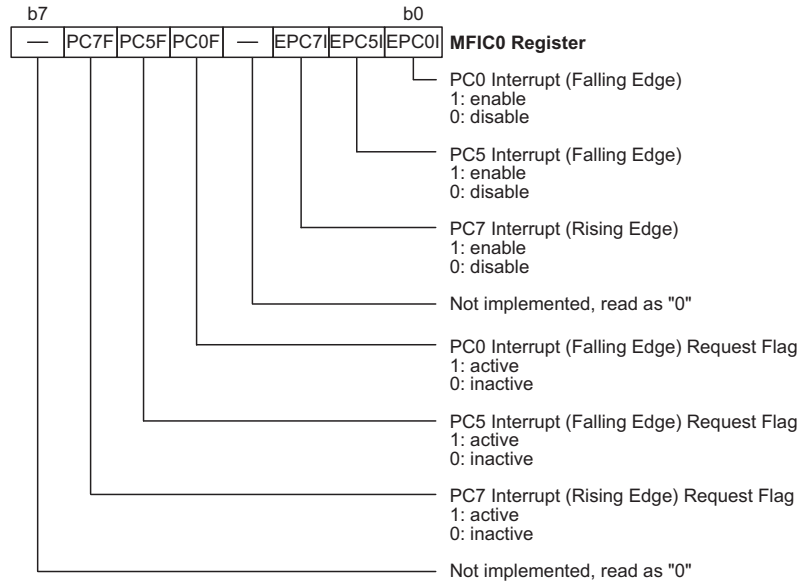 b7 b0
— PC7F PC5F PC0F — EPC7I EPC5I EPC0I MFIC0 Register
PC0 Interrupt (Falling Edge)
1: enable
0: disable
PC5 Interrupt (Falling Edge)
1: enable
0: disable
PC7 Interrupt (Rising Edge)
1: enable
0: disable
Not implemented, read as "0"
PC0 Interrupt (Falling Edge) Request Flag
1: active
0: inactive
PC5 Interrupt (Falling Edge) Request Flag
1: active
0: inactive
PC7 Interrupt (Rising Edge) Request Flag
1: active
0: inactive
Not implemented, read as "0"